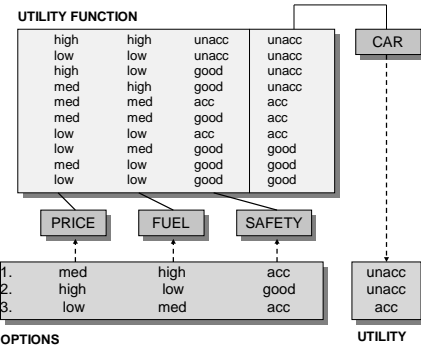 UTILITY FUNCTION
high high unacc unacc
low low unacc unacc
high low good unacc
med high good unacc
med med acc acc
med med good acc
low low acc acc
low med good good
med low good good
low low good good
CAR
PRICE FUEL SAFETY
1. med high acc unacc
2. high low good unacc
3. low med acc acc
OPTIONS UTILITY